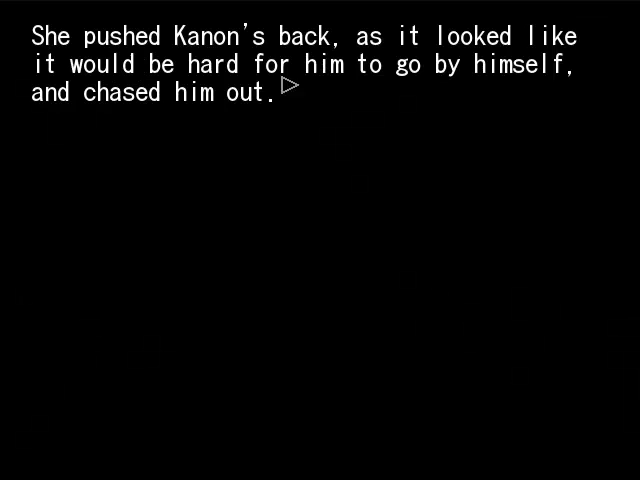 She pushed Kanon's back, as it looked like
it would be hard for him to go by himself,
and chased him out.